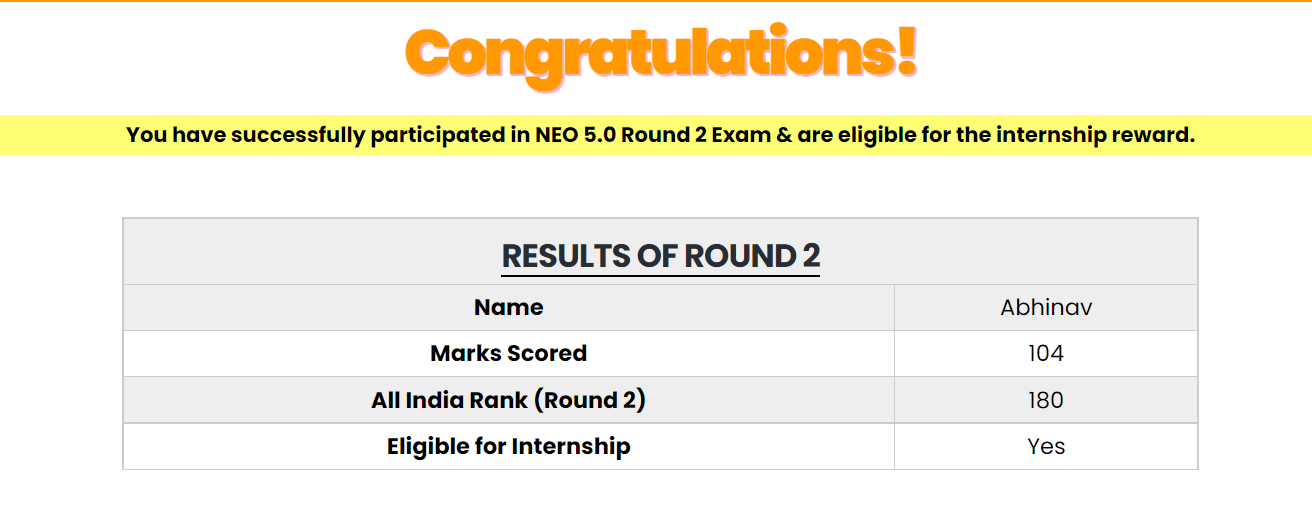 Congratulations!
You have successfully participated in NEO 5.0 Round 2 Exam & are eligible for the internship reward.
RESULTS OF ROUND 2
Name Abhinav
Marks Scored 104
All India Rank (Round 2) 180
Eligible for Internship Yes